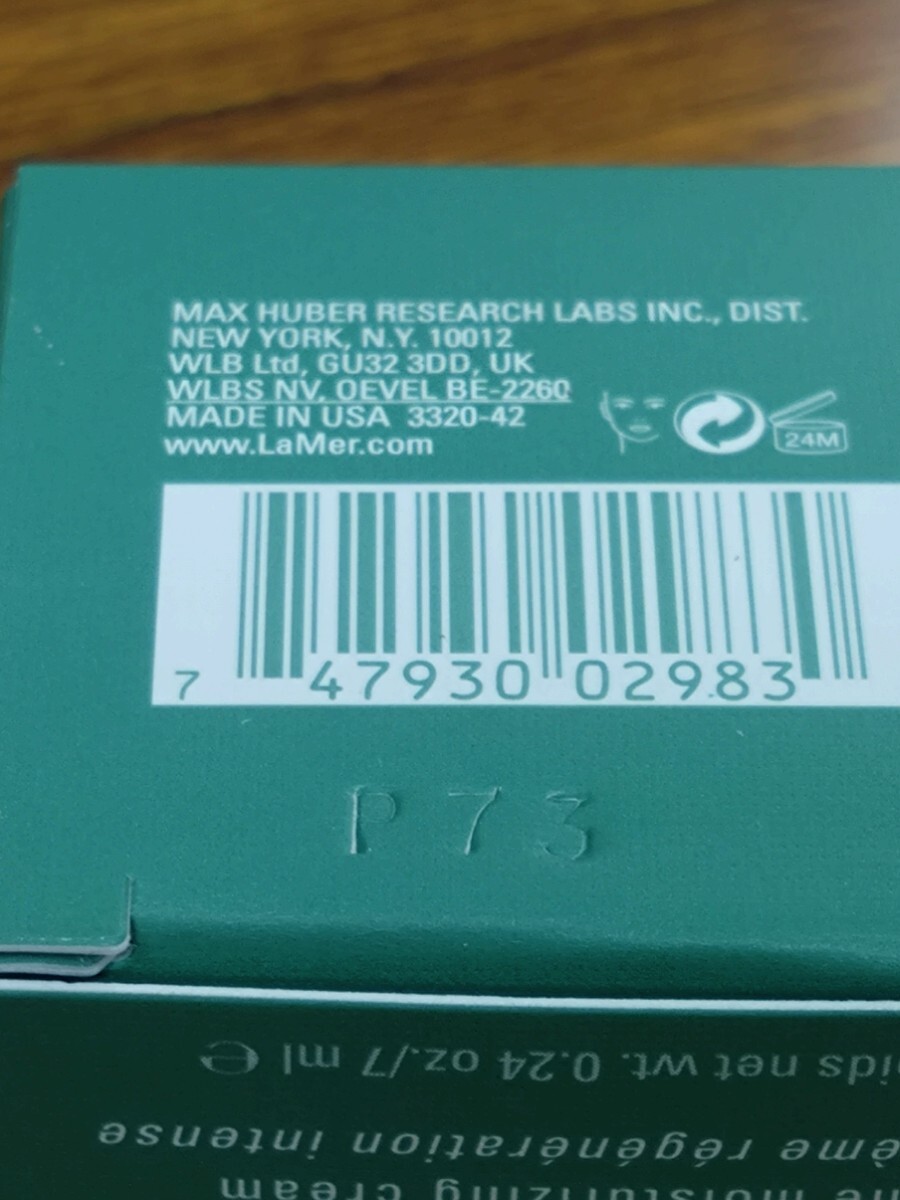 MAX HUBER RESEARCH LABS INC., DIST.
NEW YORK, N.Y. 10012
WLB Ltd, GU32 3DD, UK
WLBS NV, OEVEL BE-2260
MADE IN USA 3320-42
www.LaMer.com
24M
7 47930 02983
P73
net wt. 0.24 oz./7 ml ℮
régénération intense
cream